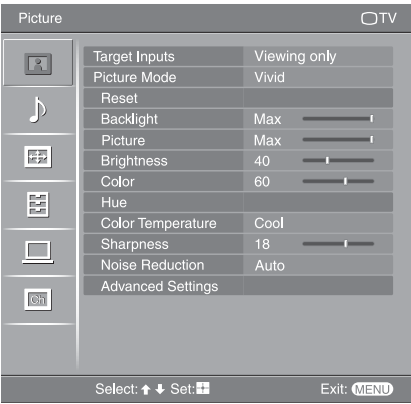 Picture TV
Target Inputs Viewing only
Picture Mode Vivid
Reset
Backlight Max
Picture Max
Brightness 40
Color 60
Hue
Color Temperature Cool
Sharpness 18
Noise Reduction Auto
Advanced Settings
Ch
Select: Set: Exit: MENU